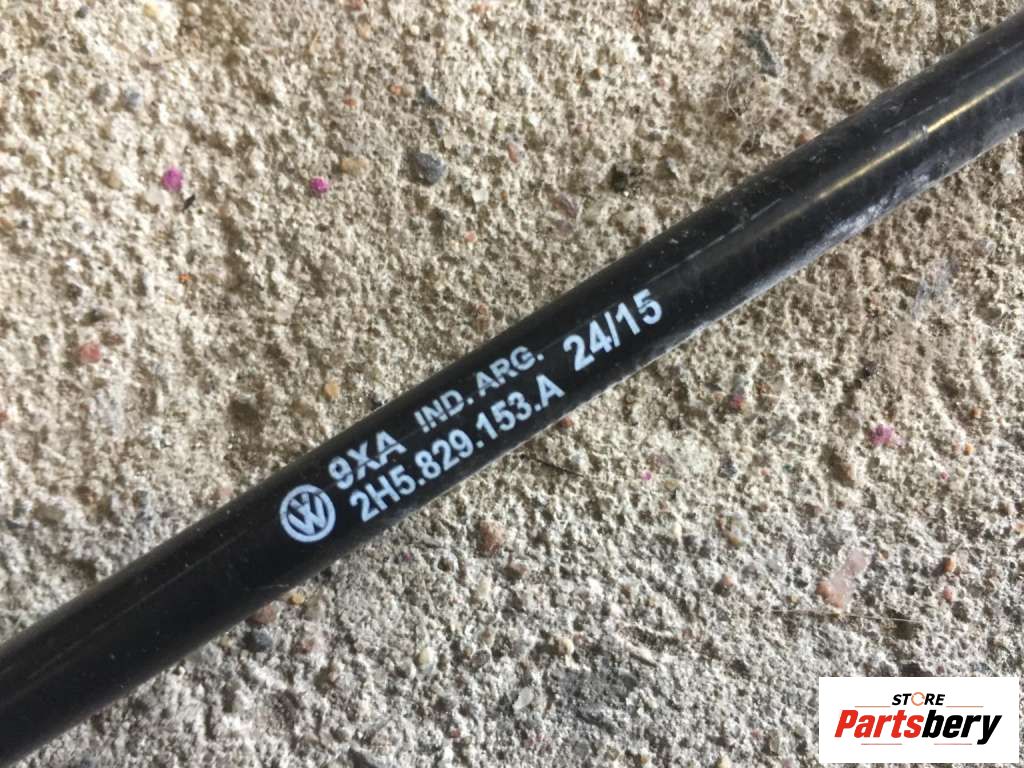 9XA IND. ARG. 24/15
2H5.829.153.A
STORE
Partsbery